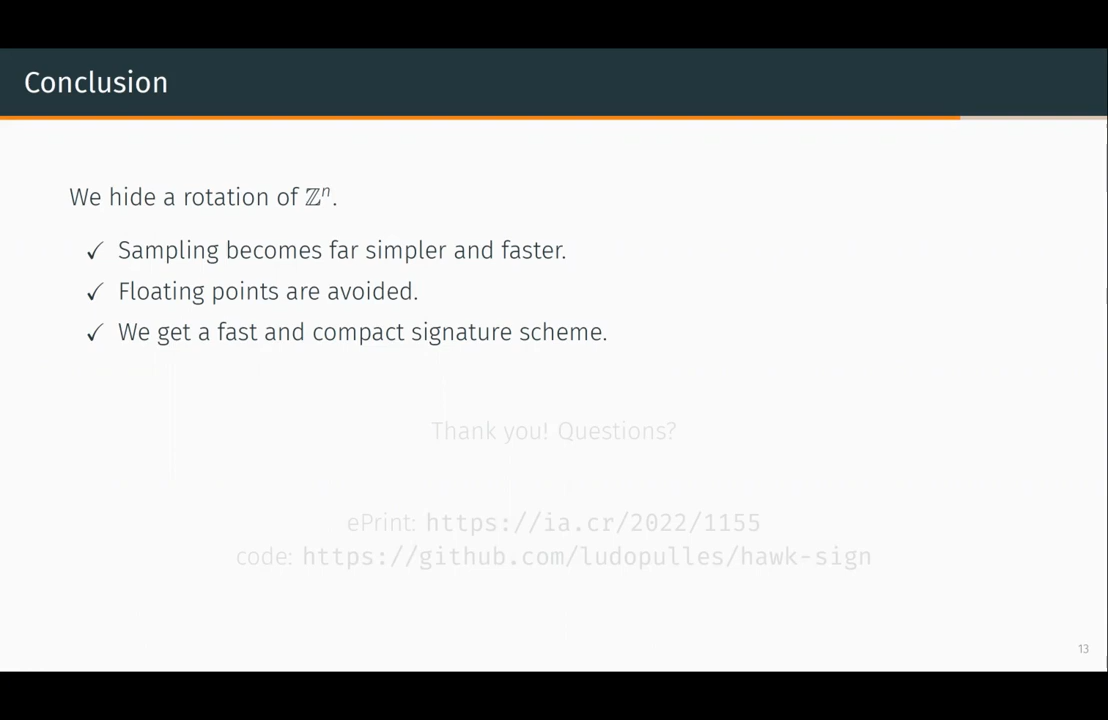 Conclusion
We hide a rotation of ℤⁿ.
✓ Sampling becomes far simpler and faster.
✓ Floating points are avoided.
✓ We get a fast and compact signature scheme.
Thank you! Questions?
ePrint: https://ia.cr/2022/1155
code: https://github.com/ludopulles/hawk-sign
13